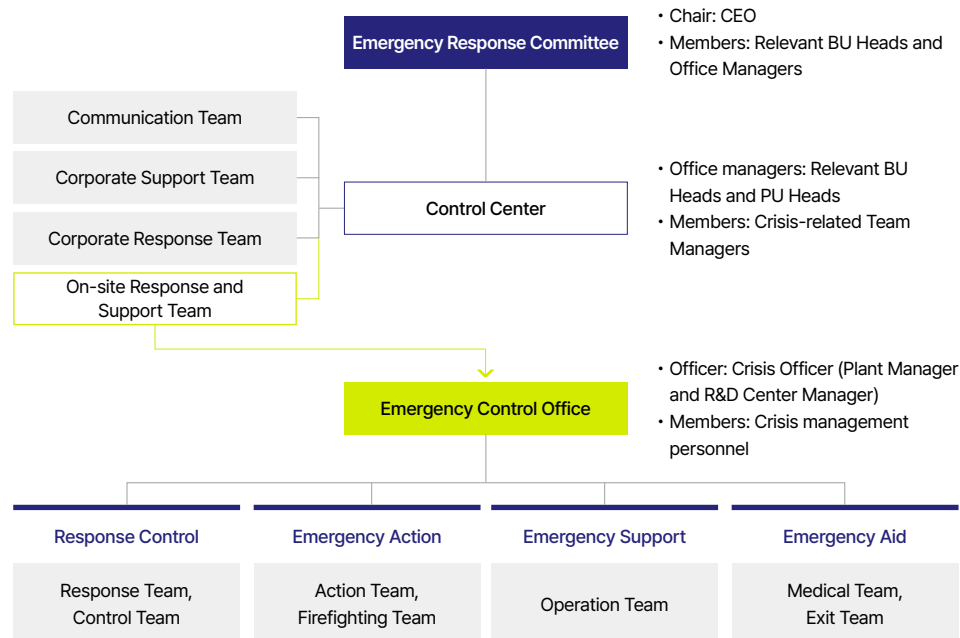 Emergency Response Committee
• Chair: CEO
• Members: Relevant BU Heads and
Office Managers
Communication Team
Corporate Support Team
Corporate Response Team
On-site Response and
Support Team
Control Center
• Office managers: Relevant BU
Heads and PU Heads
• Members: Crisis-related Team
Managers
Emergency Control Office
• Officer: Crisis Officer (Plant Manager
and R&D Center Manager)
• Members: Crisis management
personnel
Response Control
Response Team,
Control Team
Emergency Action
Action Team,
Firefighting Team
Emergency Support
Operation Team
Emergency Aid
Medical Team,
Exit Team